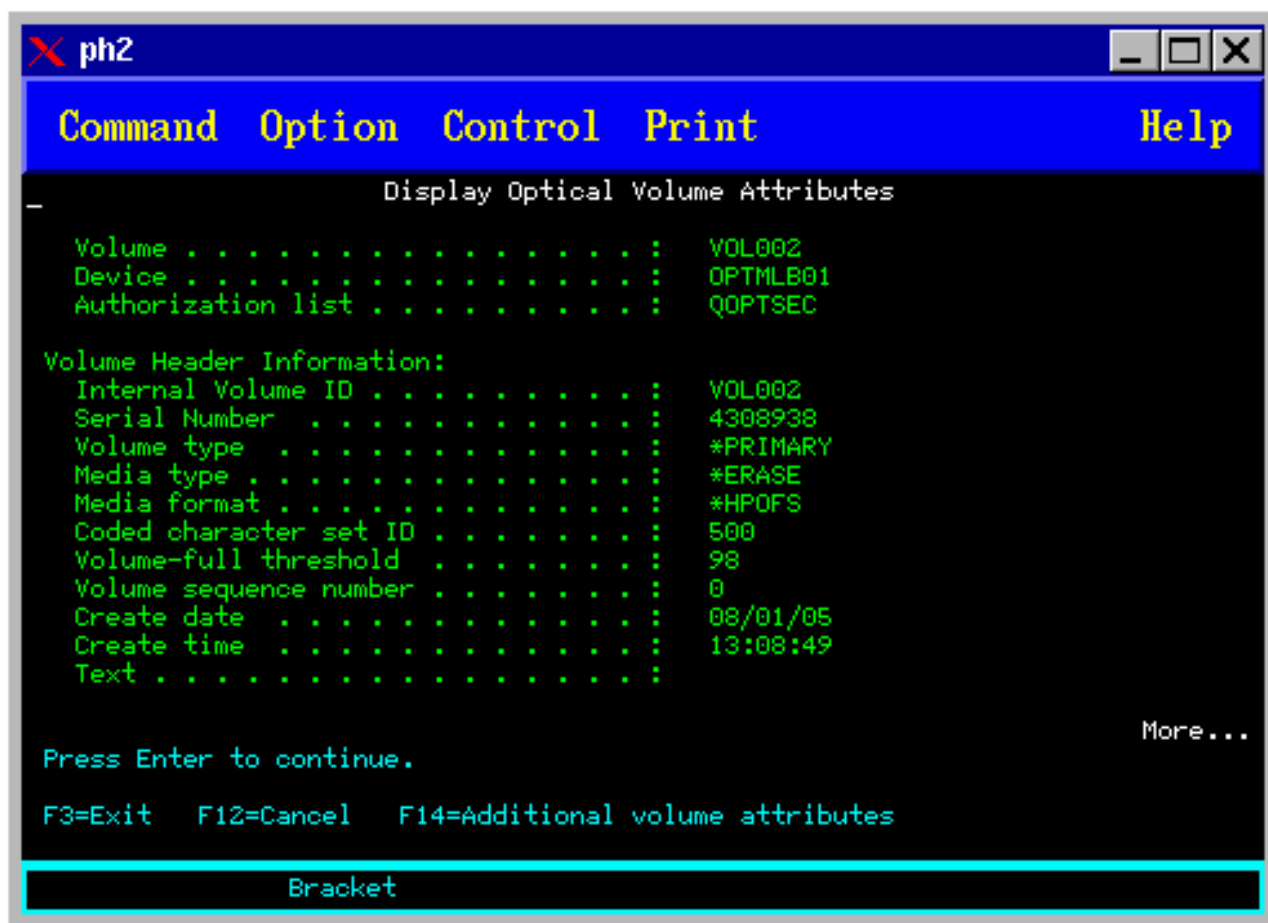 ph2
Command Option Control Print Help
Display Optical Volume Attributes
Volume . . . . . . . . . . . . . . . : VOL002
Device . . . . . . . . . . . . . . . : OPTMLB01
Authorization list . . . . . . . . . : QOPTSEC
Volume Header Information:
Internal Volume ID . . . . . . . . . : VOL002
Serial Number . . . . . . . . . . . : 4308938
Volume type . . . . . . . . . . . . : *PRIMARY
Media type . . . . . . . . . . . . . : *ERASE
Media format . . . . . . . . . . . . : *HPOFS
Coded character set ID . . . . . . . : 500
Volume-full threshold . . . . . . . : 98
Volume sequence number . . . . . . . : 0
Create date . . . . . . . . . . . . : 08/01/05
Create time . . . . . . . . . . . . : 13:08:49
Text . . . . . . . . . . . . . . . . :
More...
Press Enter to continue.
F3=Exit F12=Cancel F14=Additional volume attributes
Bracket